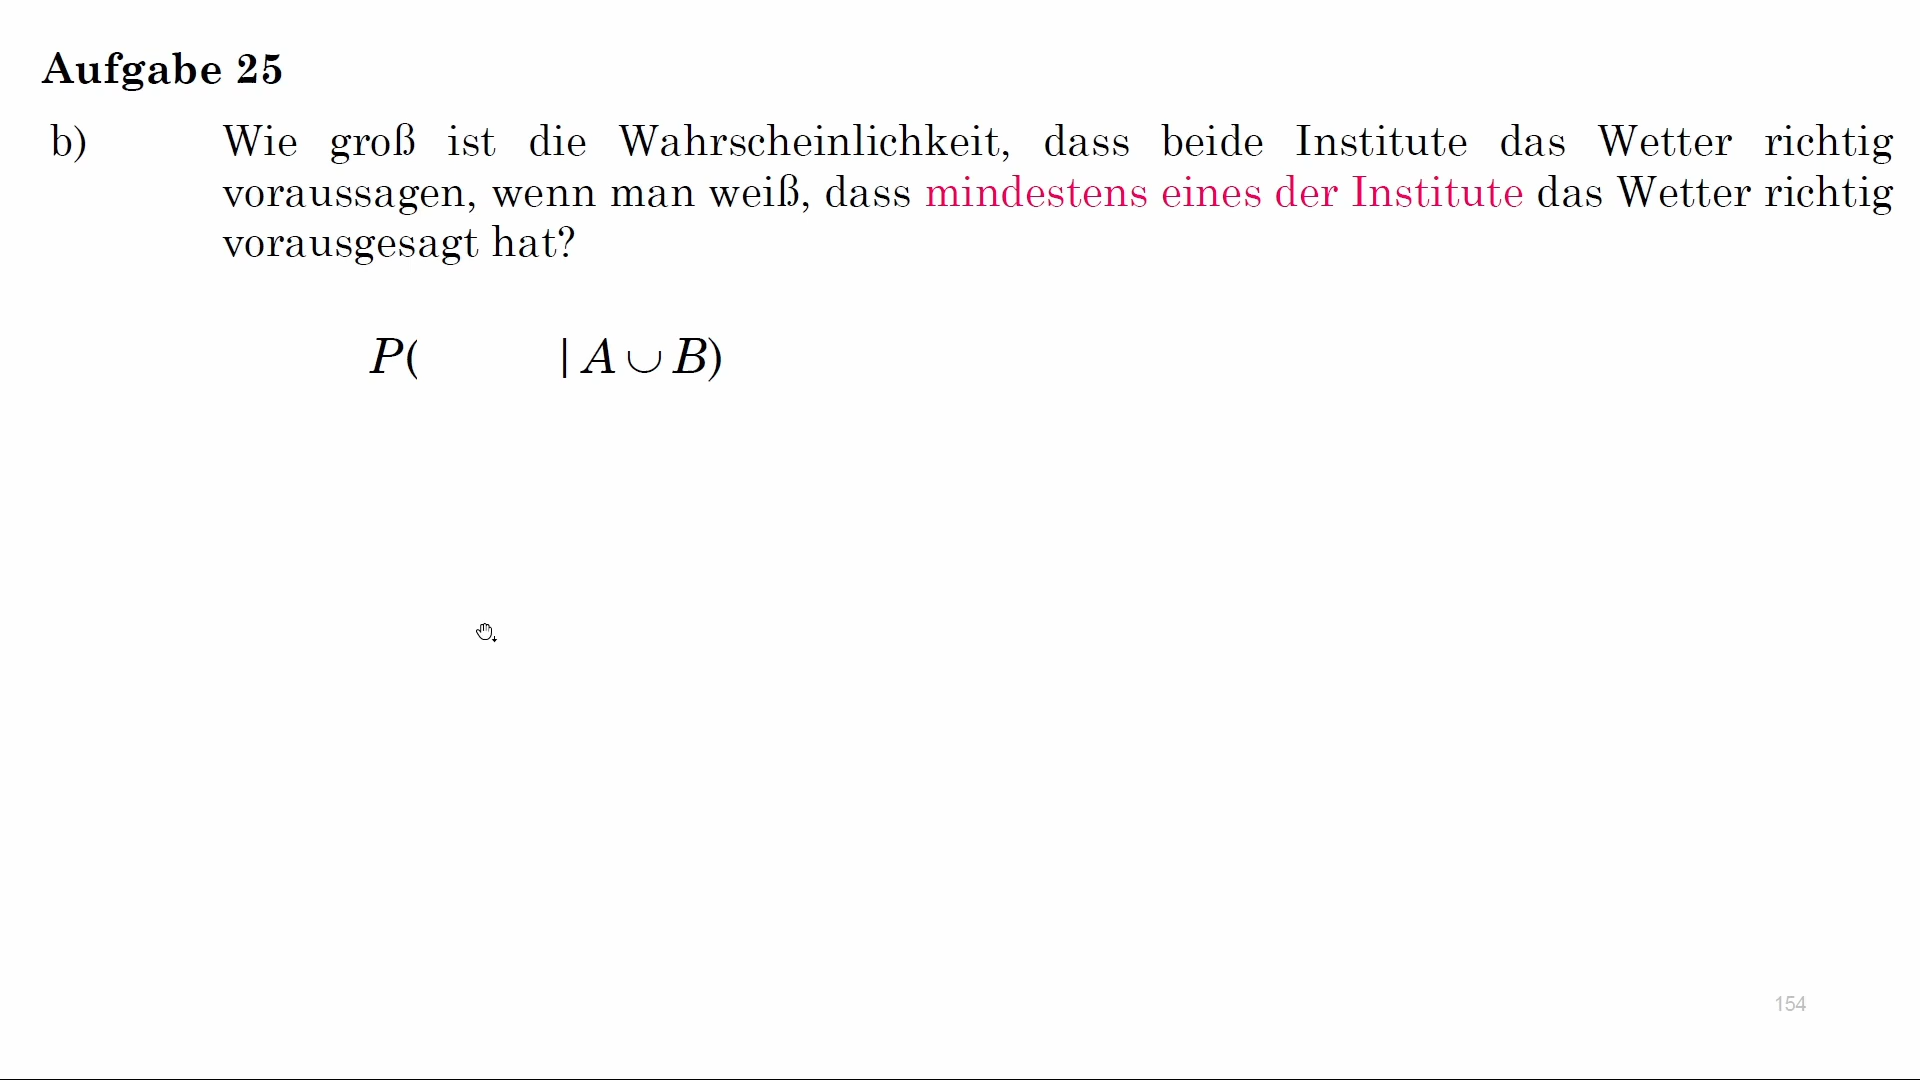 Aufgabe 25
b) Wie groß ist die Wahrscheinlichkeit, dass beide Institute das Wetter richtig
voraussagen, wenn man weiß, dass mindestens eines der Institute das Wetter richtig
vorausgesagt hat?
P( | A ∪ B)
154